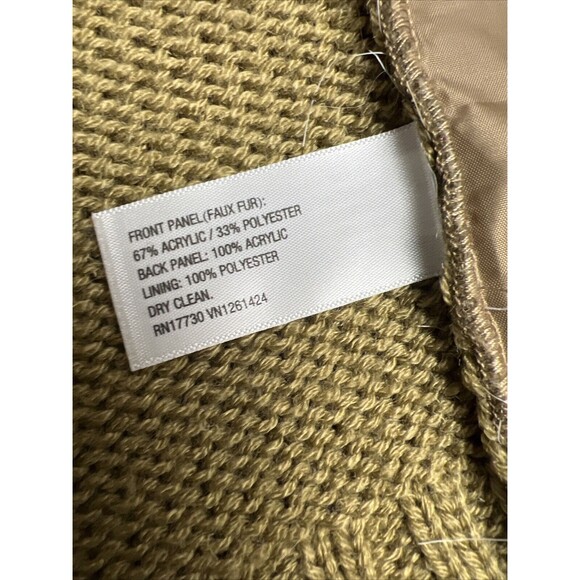 FRONT PANEL(FAUX FUR):
67% ACRYLIC / 33% POLYESTER
BACK PANEL: 100% ACRYLIC
LINING: 100% POLYESTER
DRY CLEAN.
RN17730 VN1261424